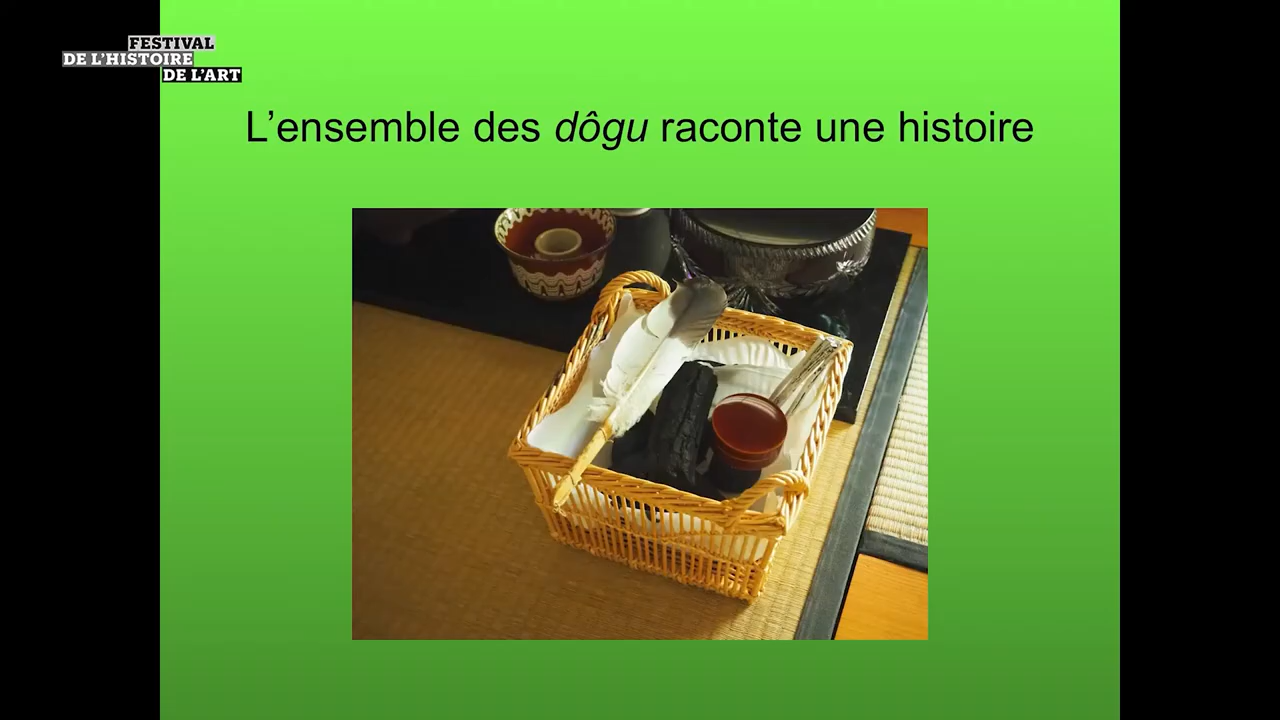 FESTIVAL
DE L'HISTOIRE
DE L'ART
L'ensemble des dôgu raconte une histoire